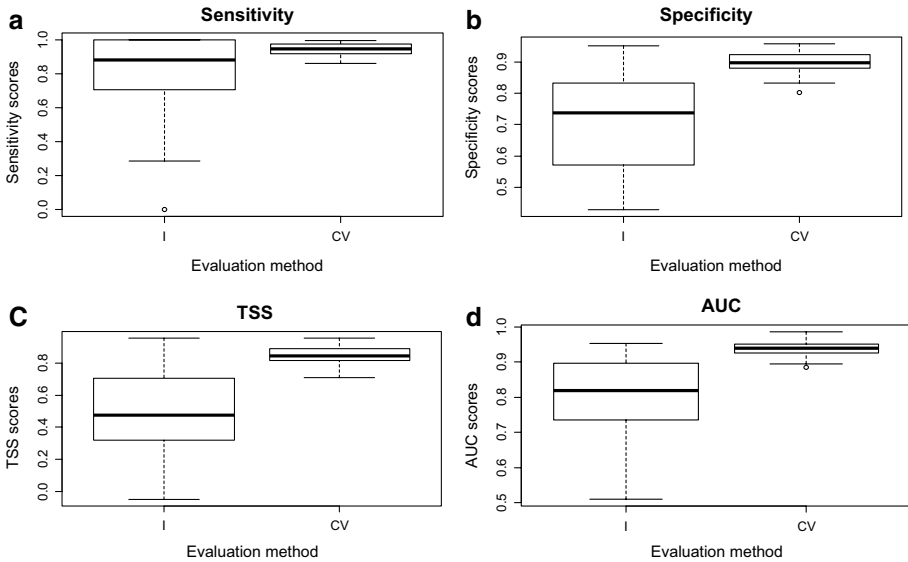 a
Sensitivity
Sensitivity scores
1.0
0.8
0.6
0.4
0.2
0.0
I
CV
Evaluation method
b
Specificity
Specificity scores
0.9
0.8
0.7
0.6
0.5
I
CV
Evaluation method
C
TSS
TSS scores
0.8
0.6
0.4
0.2
0.0
I
CV
Evaluation method
d
AUC
AUC scores
1.0
0.9
0.8
0.7
0.6
0.5
I
CV
Evaluation method